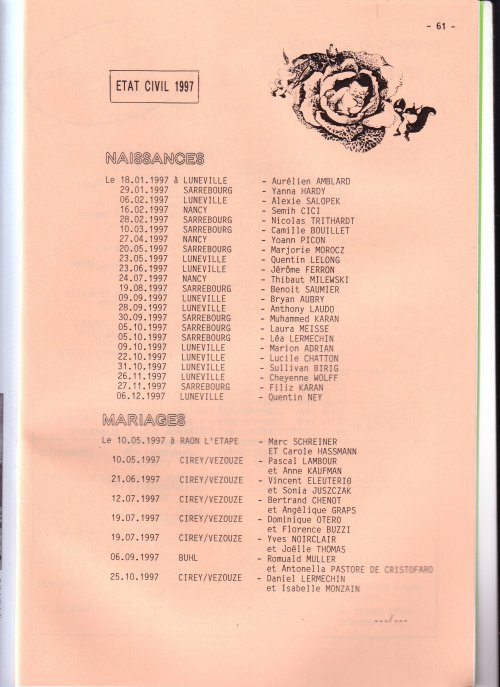 - 61 -
ETAT CIVIL 1997
NAISSANCES
Le 18.01.1997 à LUNEVILLE - Aurélien AMBLARD
29.01.1997 SARREBOURG - Yanna HARDY
06.02.1997 LUNEVILLE - Alexie SALOPEK
16.02.1997 NANCY - Semih CICI
28.02.1997 SARREBOURG - Nicolas TRITHARDT
10.03.1997 SARREBOURG - Camille BOUILLET
27.04.1997 NANCY - Yoann PICON
20.05.1997 SARREBOURG - Marjorie MOROCZ
23.05.1997 LUNEVILLE - Quentin LELONG
23.06.1997 LUNEVILLE - Jérôme FERRON
24.07.1997 NANCY - Thibaut MILEWSKI
19.08.1997 SARREBOURG - Benoit SAUMIER
09.09.1997 LUNEVILLE - Bryan AUBRY
28.09.1997 LUNEVILLE - Anthony LAUDO
30.09.1997 SARREBOURG - Muhammed KARAN
05.10.1997 SARREBOURG - Laura MEISSE
05.10.1997 SARREBOURG - Léa LERMECHIN
09.10.1997 LUNEVILLE - Marion ADRIAN
22.10.1997 LUNEVILLE - Lucile CHATTON
31.10.1997 LUNEVILLE - Sullivan BIRIG
26.11.1997 LUNEVILLE - Cheyenne WOLFF
27.11.1997 SARREBOURG - Filiz KARAN
06.12.1997 LUNEVILLE - Quentin NEY
MARIAGES
Le 10.05.1997 à RAON L'ETAPE - Marc SCHREINER
ET Carole HASSMANN
10.05.1997 CIREY/VEZOUZE - Pascal LAMBOUR
et Anne KAUFMAN
21.06.1997 CIREY/VEZOUZE - Vincent ELEUTERIO
et Sonia JUSZCZAK
12.07.1997 CIREY/VEZOUZE - Bertrand CHENOT
et Angélique GRAPS
19.07.1997 CIREY/VEZOUZE - Dominique OTERO
et Florence BUZZI
19.07.1997 CIREY/VEZOUZE - Yves NOIRCLAIR
et Joëlle THOMAS
06.09.1997 BUHL - Romuald MULLER
et Antonella PASTORE DE CRISTOFARO
25.10.1997 CIREY/VEZOUZE - Daniel LERMECHIN
et Isabelle MONZAIN
---/---